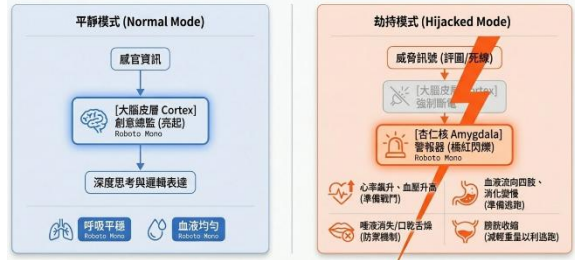 平靜模式 (Normal Mode)
感官資訊
[大腦皮層 Cortex]
創意總監 (亮起)
Roboto Mono
深度思考與邏輯表達
呼吸平穩
Roboto Mono
血液均勻
Roboto Mono
劫持模式 (Hijacked Mode)
威脅訊號 (評圖/死線)
[大腦皮層
強制斷
[杏仁核 Amygdala]
警報器 (橘紅閃爍)
Roboto Mono
心率飆升、血壓升高
(準備戰鬥)
血液流向四肢、
消化變慢
(準備逃跑)
唾液消失/口乾舌燥
(防禦機制)
膀胱收縮
(減輕重量以利逃跑)